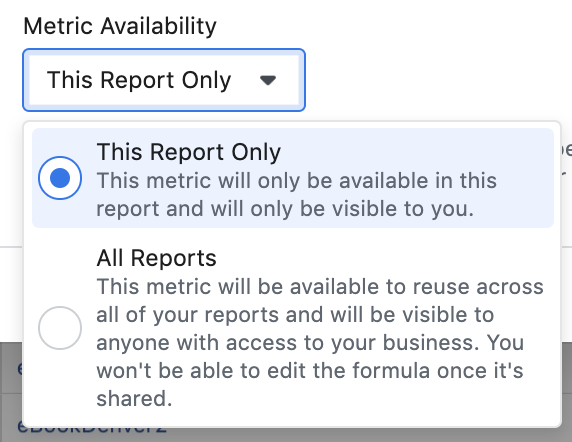 Metric Availability
This Report Only
This Report Only
This metric will only be available in this
report and will only be visible to you.
All Reports
This metric will be available to reuse across
all of your reports and will be visible to
anyone with access to your business. You
won't be able to edit the formula once it's
shared.